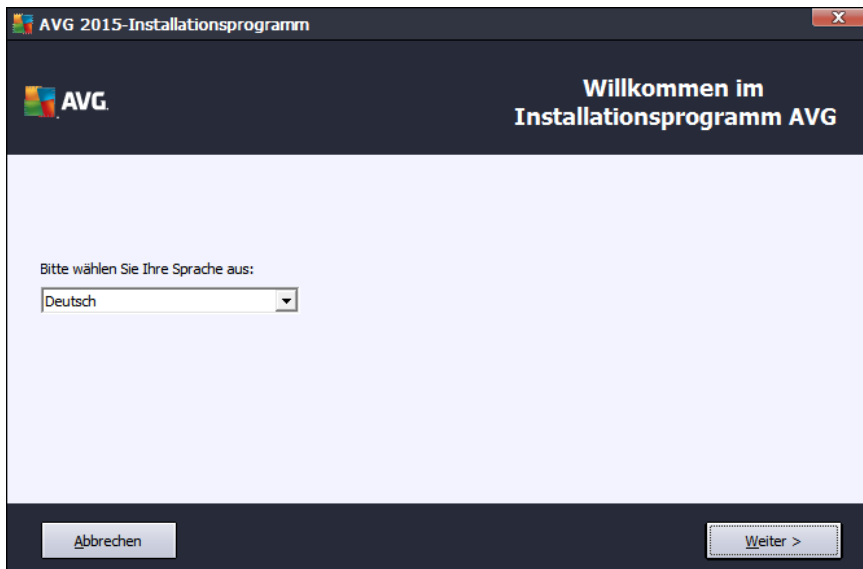 AVG 2015-Installationsprogramm
X
AVG.
Willkommen im
Installationsprogramm AVG
Bitte wählen Sie Ihre Sprache aus:
Deutsch
Abbrechen
Weiter >